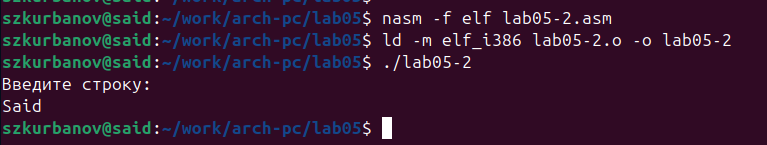 szkurbanov@said:~/work/arch-pc/lab05$ nasm -f elf lab05-2.asm
szkurbanov@said:~/work/arch-pc/lab05$ ld -m elf_i386 lab05-2.o -o lab05-2
szkurbanov@said:~/work/arch-pc/lab05$ ./lab05-2
Введите строку:
Said
szkurbanov@said:~/work/arch-pc/lab05$